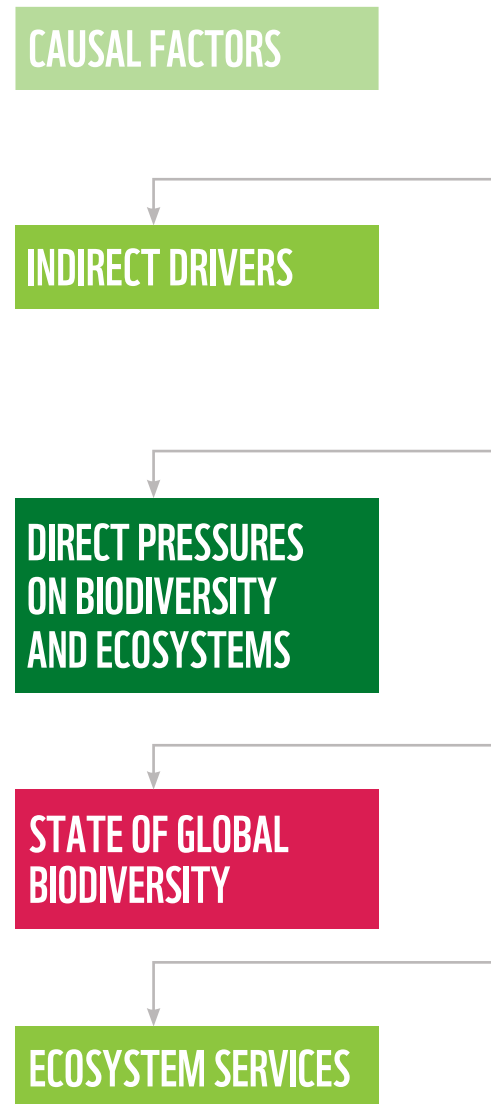 CAUSAL FACTORS
INDIRECT DRIVERS
DIRECT PRESSURES
ON BIODIVERSITY
AND ECOSYSTEMS
STATE OF GLOBAL
BIODIVERSITY
ECOSYSTEM SERVICES